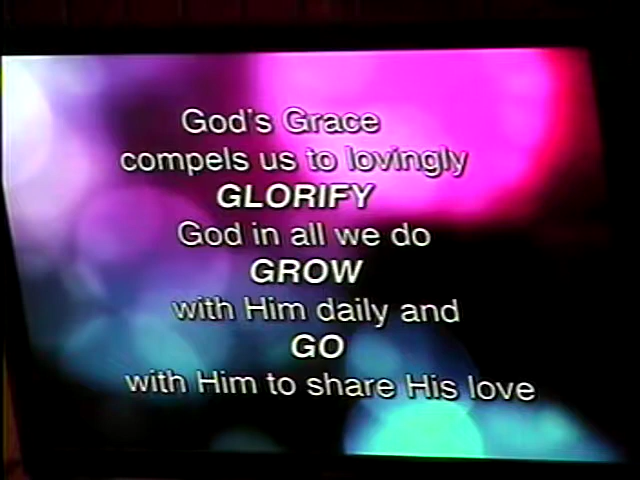 God's Grace
compels us to lovingly
GLORIFY
God in all we do
GROW
with Him daily and
GO
with Him to share His love